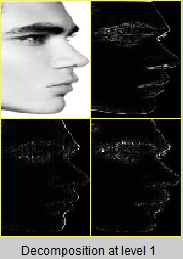 Decomposition at level 1